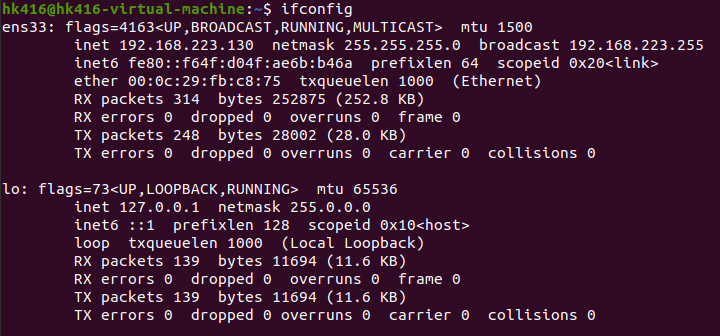 hk416@hk416-virtual-machine:~$ ifconfig
ens33: flags=4163<UP,BROADCAST,RUNNING,MULTICAST>  mtu 1500
        inet 192.168.223.130  netmask 255.255.255.0  broadcast 192.168.223.255
        inet6 fe80::f64f:d04f:ae6b:b46a  prefixlen 64  scopeid 0x20<link>
        ether 00:0c:29:fb:c8:75  txqueuelen 1000  (Ethernet)
        RX packets 314  bytes 252875 (252.8 KB)
        RX errors 0  dropped 0  overruns 0  frame 0
        TX packets 248  bytes 28002 (28.0 KB)
        TX errors 0  dropped 0 overruns 0  carrier 0  collisions 0

lo: flags=73<UP,LOOPBACK,RUNNING>  mtu 65536
        inet 127.0.0.1  netmask 255.0.0.0
        inet6 ::1  prefixlen 128  scopeid 0x10<host>
        loop  txqueuelen 1000  (Local Loopback)
        RX packets 139  bytes 11694 (11.6 KB)
        RX errors 0  dropped 0  overruns 0  frame 0
        TX packets 139  bytes 11694 (11.6 KB)
        TX errors 0  dropped 0 overruns 0  carrier 0  collisions 0